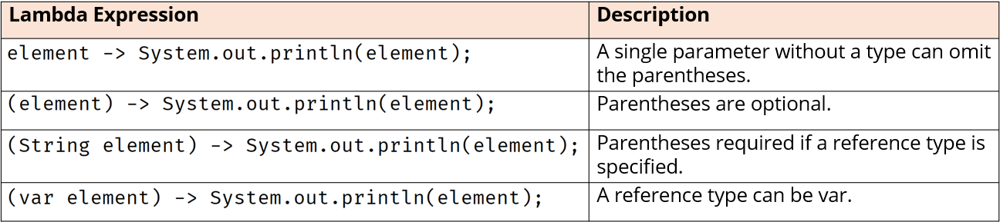 Lambda Expression
Description
element -> System.out.println(element);
A single parameter without a type can omit
the parentheses.
(element) -> System.out.println(element);
Parentheses are optional.
(String element) -> System.out.println(element);
Parentheses required if a reference type is
specified.
(var element) -> System.out.println(element);
A reference type can be var.